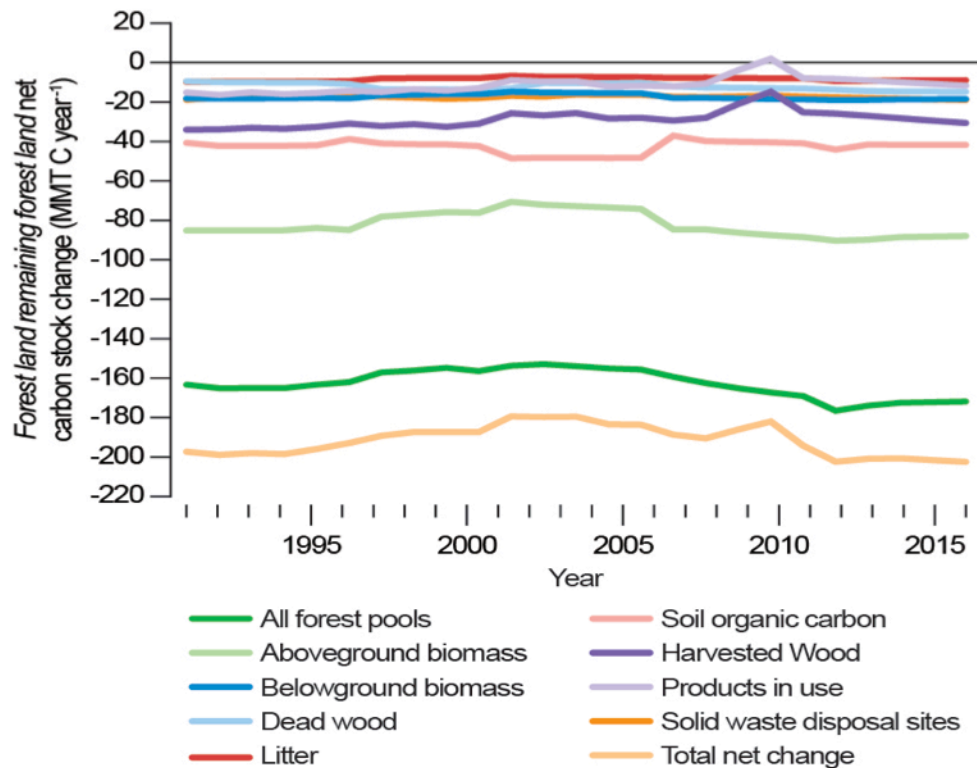 Forest land remaining forest land net
carbon stock change (MMT C year⁻¹)
20
0
-20
-40
-60
-80
-100
-120
-140
-160
-180
-200
-220
1995
2000
2005
2010
2015
Year
All forest pools
Aboveground biomass
Belowground biomass
Dead wood
Litter
Soil organic carbon
Harvested Wood
Products in use
Solid waste disposal sites
Total net change